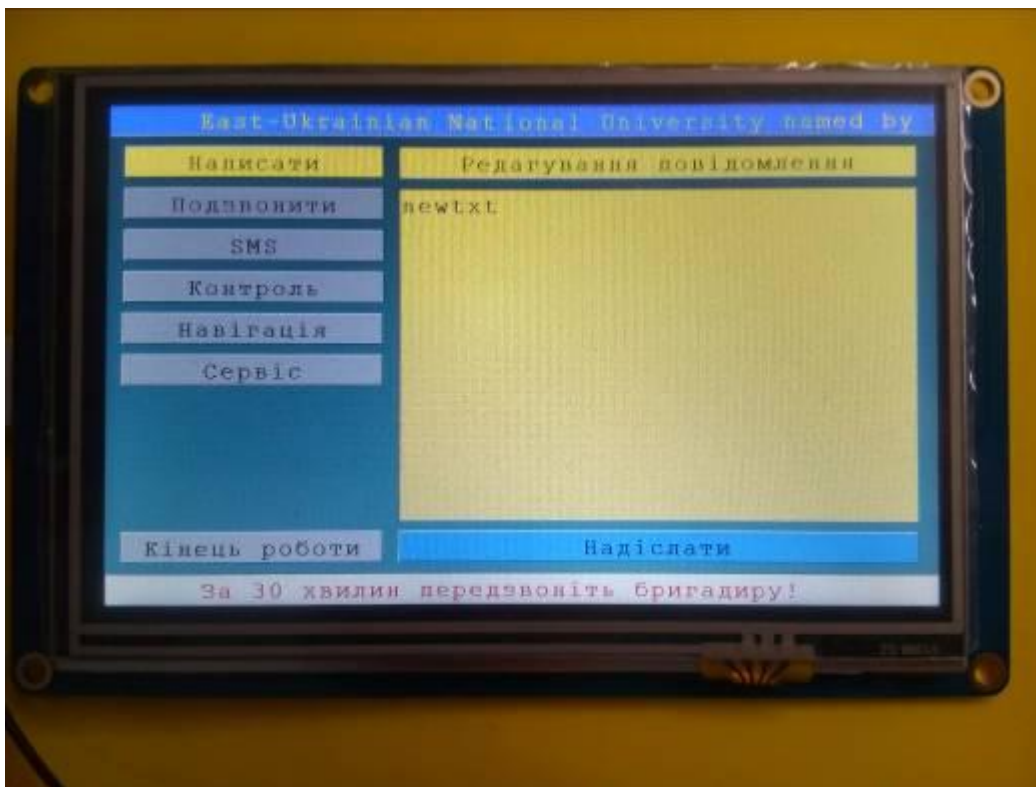 East-Ukrainian National University named by
Написати
Редагування повідомлення
Подзвонити
newtxt
SMS
Контроль
Навігація
Сервіс
Кінець роботи
Надіслати
За 30 хвилин передзвоніть бригадиру!